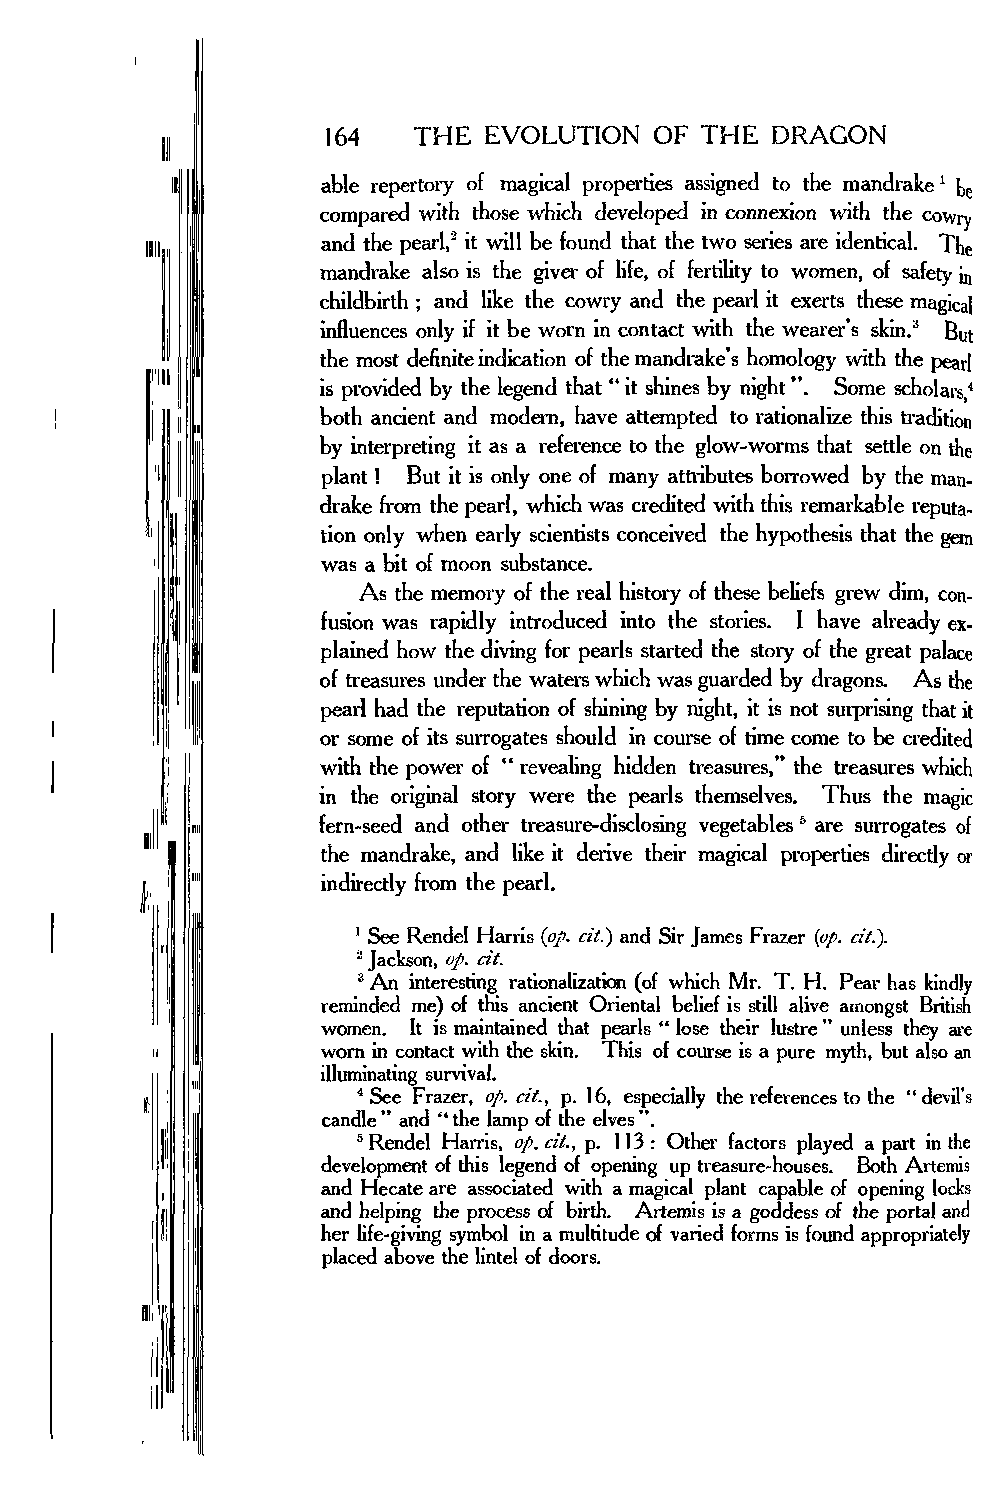 164 THE EVOLUTION OF THE DRAGON
able repertory of magical properties assigned to the mandrake ¹ be
compared with those which developed in connexion with the cowry
and the pearl,² it will be found that the two series are identical. The
mandrake also is the giver of life, of fertility to women, of safety in
childbirth ; and like the cowry and the pearl it exerts these magical
influences only if it be worn in contact with the wearer's skin.³ But
the most definite indication of the mandrake's homology with the pearl
is provided by the legend that “ it shines by night ”. Some scholars,⁴
both ancient and modern, have attempted to rationalize this tradition
by interpreting it as a reference to the glow-worms that settle on the
plant ! But it is only one of many attributes borrowed by the man-
drake from the pearl, which was credited with this remarkable reputa-
tion only when early scientists conceived the hypothesis that the gem
was a bit of moon substance.
As the memory of the real history of these beliefs grew dim, con-
fusion was rapidly introduced into the stories. I have already ex-
plained how the diving for pearls started the story of the great palace
of treasures under the waters which was guarded by dragons. As the
pearl had the reputation of shining by night, it is not surprising that it
or some of its surrogates should in course of time come to be credited
with the power of “ revealing hidden treasures,” the treasures which
in the original story were the pearls themselves. Thus the magic
fern-seed and other treasure-disclosing vegetables ⁵ are surrogates of
the mandrake, and like it derive their magical properties directly or
indirectly from the pearl.
¹ See Rendel Harris (op. cit.) and Sir James Frazer (op. cit.).
² Jackson, op. cit.
³ An interesting rationalization (of which Mr. T. H. Pear has kindly
reminded me) of this ancient Oriental belief is still alive amongst British
women. It is maintained that pearls “ lose their lustre ” unless they are
worn in contact with the skin. This of course is a pure myth, but also an
illuminating survival.
⁴ See Frazer, op. cit., p. 16, especially the references to the “ devil's
candle ” and “ the lamp of the elves ”.
⁵ Rendel Harris, op. cit., p. 113 : Other factors played a part in the
development of this legend of opening up treasure-houses. Both Artemis
and Hecate are associated with a magical plant capable of opening locks
and helping the process of birth. Artemis is a goddess of the portal and
her life-giving symbol in a multitude of varied forms is found appropriately
placed above the lintel of doors.